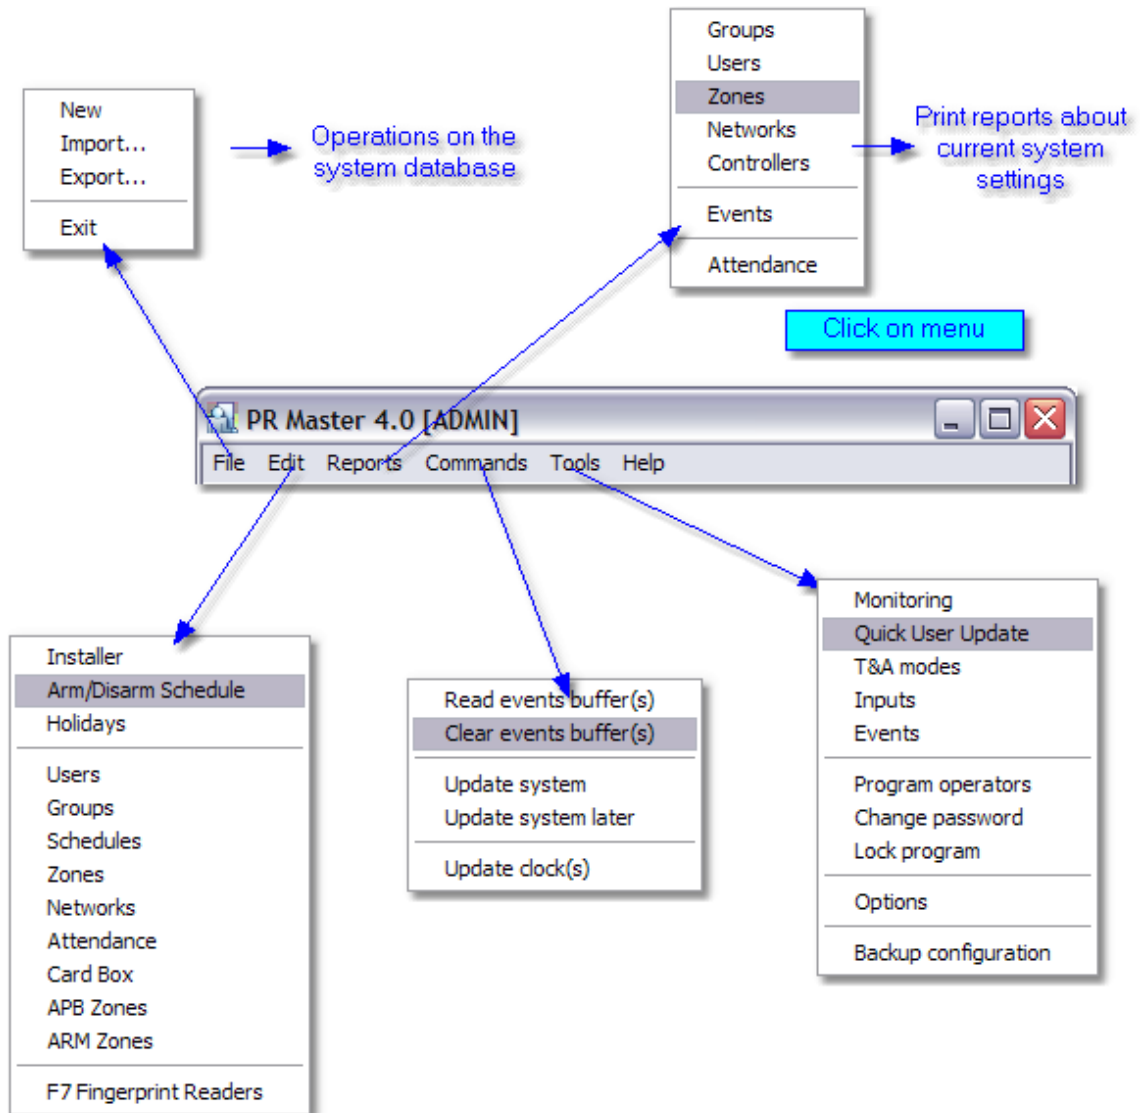 Groups
Users
Zones
Networks
Controllers
Events
Attendance
New
Import...
Export...
Exit
Operations on the
system database
Print reports about
current system
settings
Click on menu
PR Master 4.0 [ADMIN]
File Edit Reports Commands Tools Help
Installer
Arm/Disarm Schedule
Holidays
Users
Groups
Schedules
Zones
Networks
Attendance
Card Box
APB Zones
ARM Zones
F7 Fingerprint Readers
Read events buffer(s)
Clear events buffer(s)
Update system
Update system later
Update clock(s)
Monitoring
Quick User Update
T&A modes
Inputs
Events
Program operators
Change password
Lock program
Options
Backup configuration